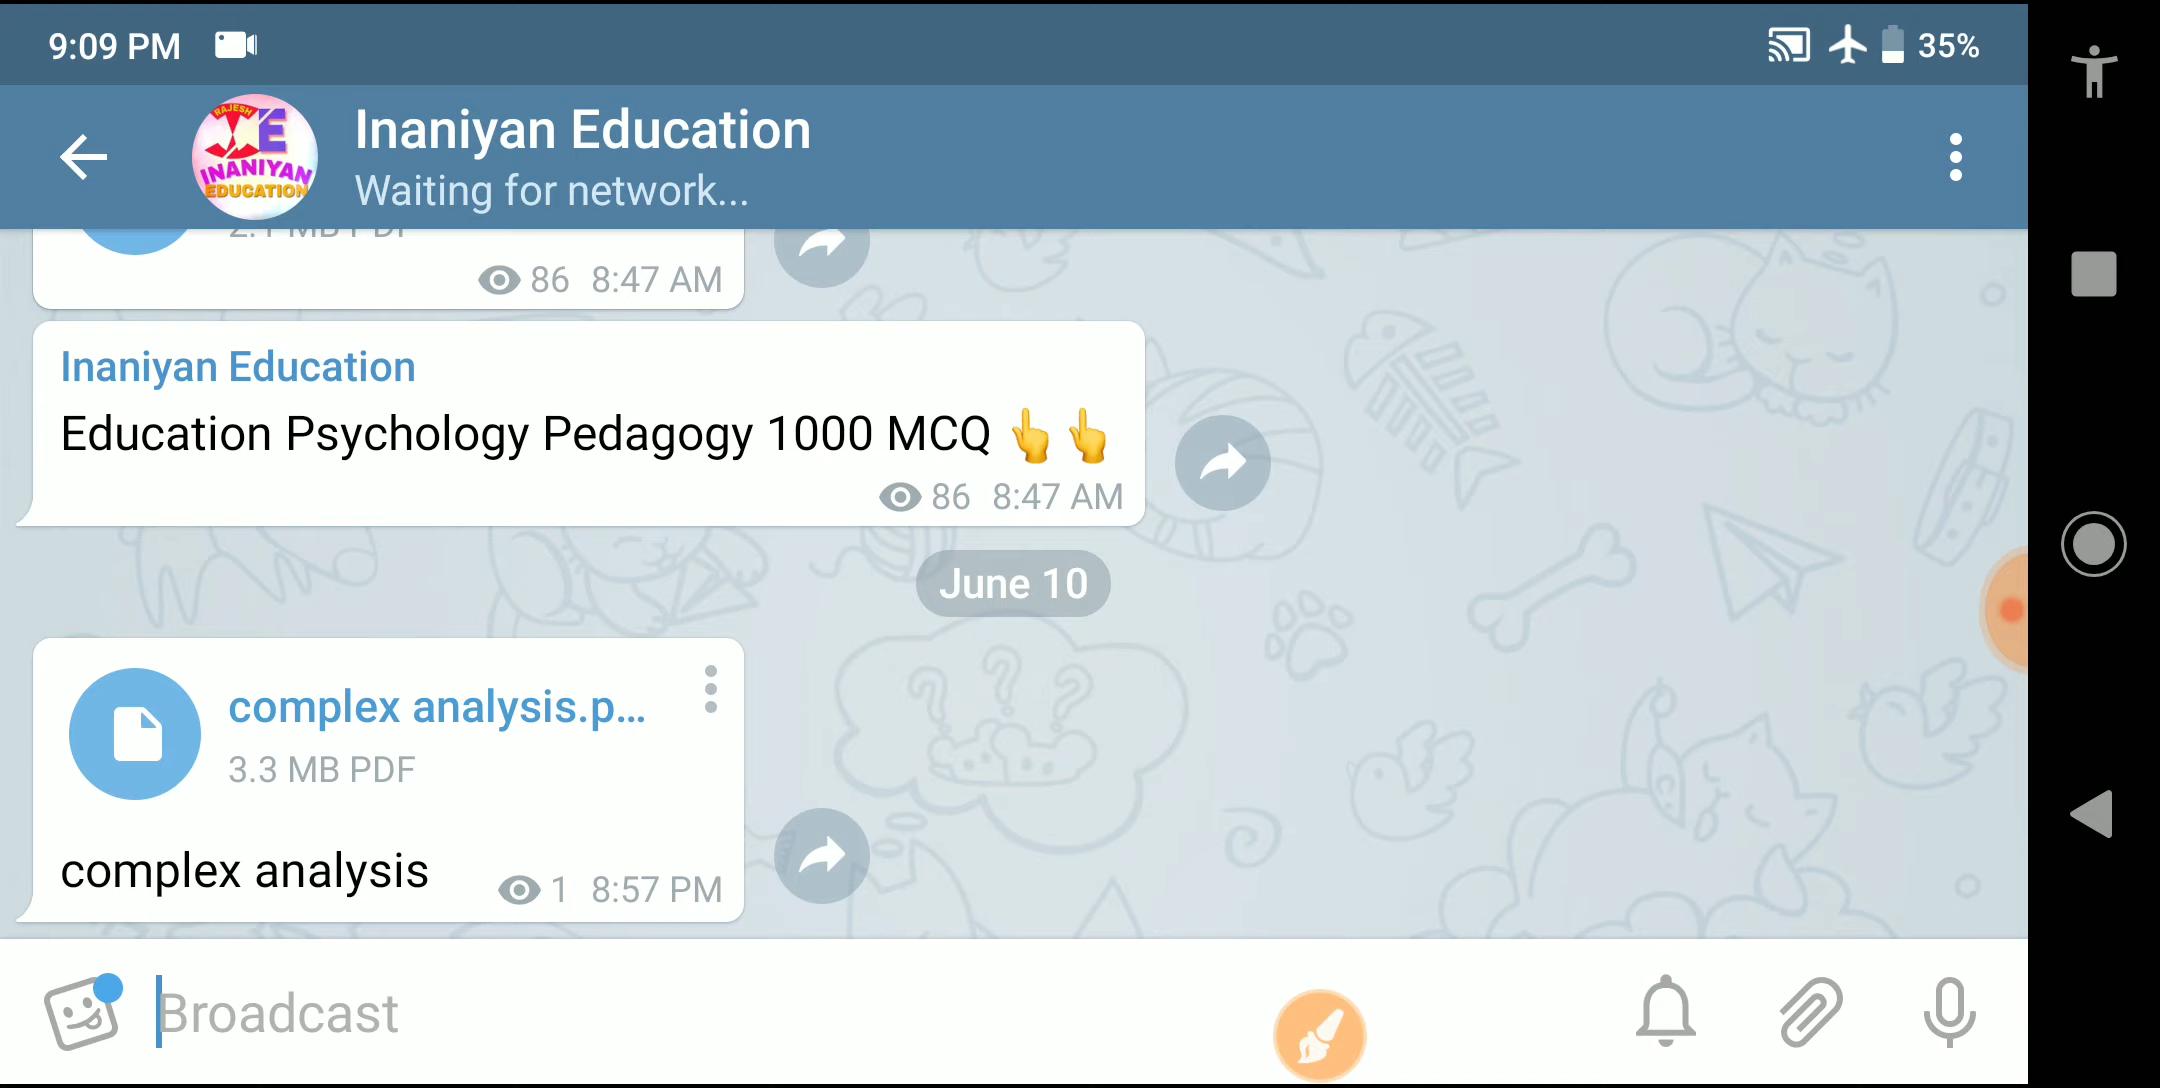 9:09 PM
35%
RAJESH
IE
INANIYAN
EDUCATION
Inaniyan Education
Waiting for network...
86 8:47 AM
Inaniyan Education
Education Psychology Pedagogy 1000 MCQ 👆👆
86 8:47 AM
June 10
complex analysis.p...
3.3 MB PDF
complex analysis
1 8:57 PM
Broadcast